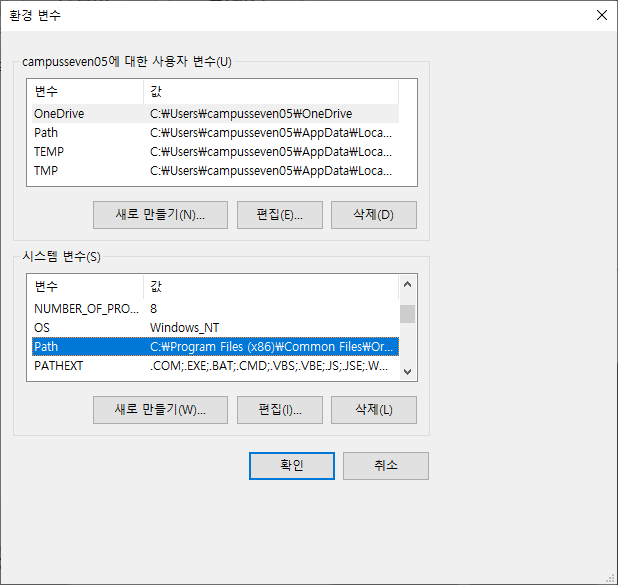 환경 변수
campusseven05에 대한 사용자 변수(U)
변수 값
OneDrive C:₩Users₩campusseven05₩OneDrive
Path C:₩Users₩campusseven05₩AppData₩Loca...
TEMP C:₩Users₩campusseven05₩AppData₩Loca...
TMP C:₩Users₩campusseven05₩AppData₩Loca...
새로 만들기(N)... 편집(E)... 삭제(D)
시스템 변수(S)
변수 값
NUMBER_OF_PRO... 8
OS Windows_NT
Path C:₩Program Files (x86)₩Common Files₩Or...
PATHEXT .COM;.EXE;.BAT;.CMD;.VBS;.VBE;.JS;.JSE;.W...
새로 만들기(W)... 편집(I)... 삭제(L)
확인 취소